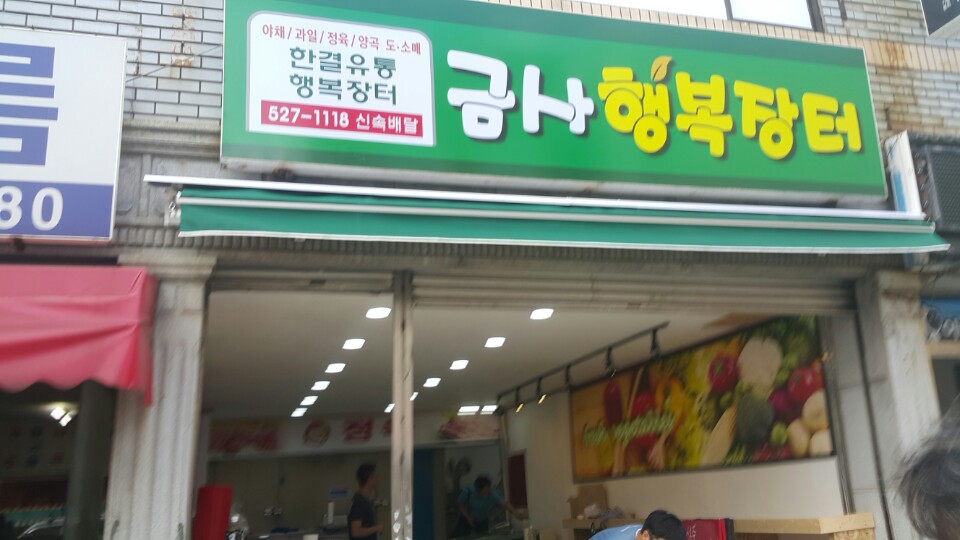 름
80
야채/과일/정육/양곡 도·소매
한결유통
행복장터
527-1118 신속배달
금사행복장터